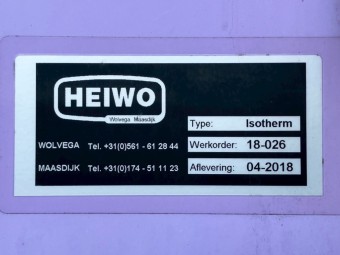 HEIWO
Wolvega Maasdijk
Type: Isotherm
WOLVEGA Tel. +31(0)561 - 61 28 44 Werkorder: 18-026
MAASDIJK Tel. +31(0)174 - 51 11 23 Aflevering: 04-2018